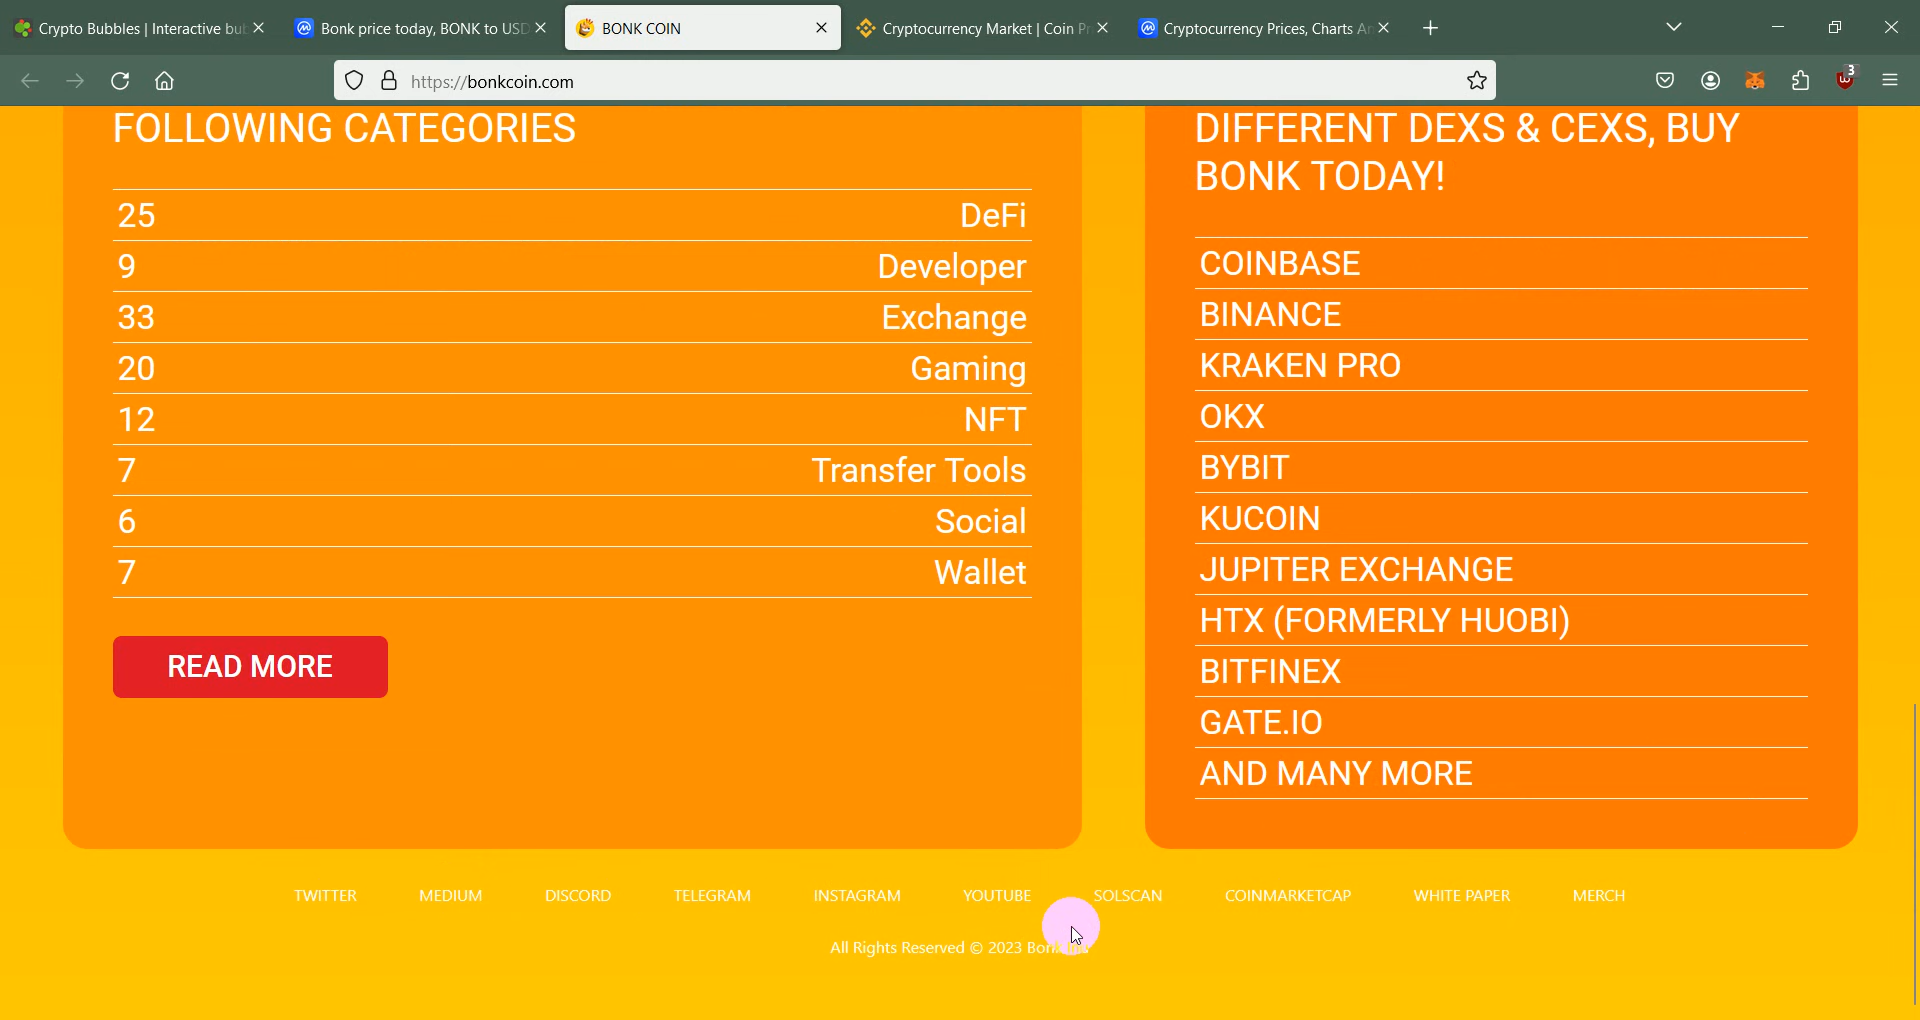 Crypto Bubbles | Interactive bu
Bonk price today, BONK to USD
BONK COIN
Cryptocurrency Market | Coin Pr
Cryptocurrency Prices, Charts An
https://bonkcoin.com
3
FOLLOWING CATEGORIES
25 DeFi
9 Developer
33 Exchange
20 Gaming
12 NFT
7 Transfer Tools
6 Social
7 Wallet
READ MORE
DIFFERENT DEXS & CEXS, BUY
BONK TODAY!
COINBASE
BINANCE
KRAKEN PRO
OKX
BYBIT
KUCOIN
JUPITER EXCHANGE
HTX (FORMERLY HUOBI)
BITFINEX
GATE.IO
AND MANY MORE
TWITTER MEDIUM DISCORD TELEGRAM INSTAGRAM YOUTUBE SOLSCAN COINMARKETCAP WHITE PAPER MERCH
All Rights Reserved © 2023 Bonk